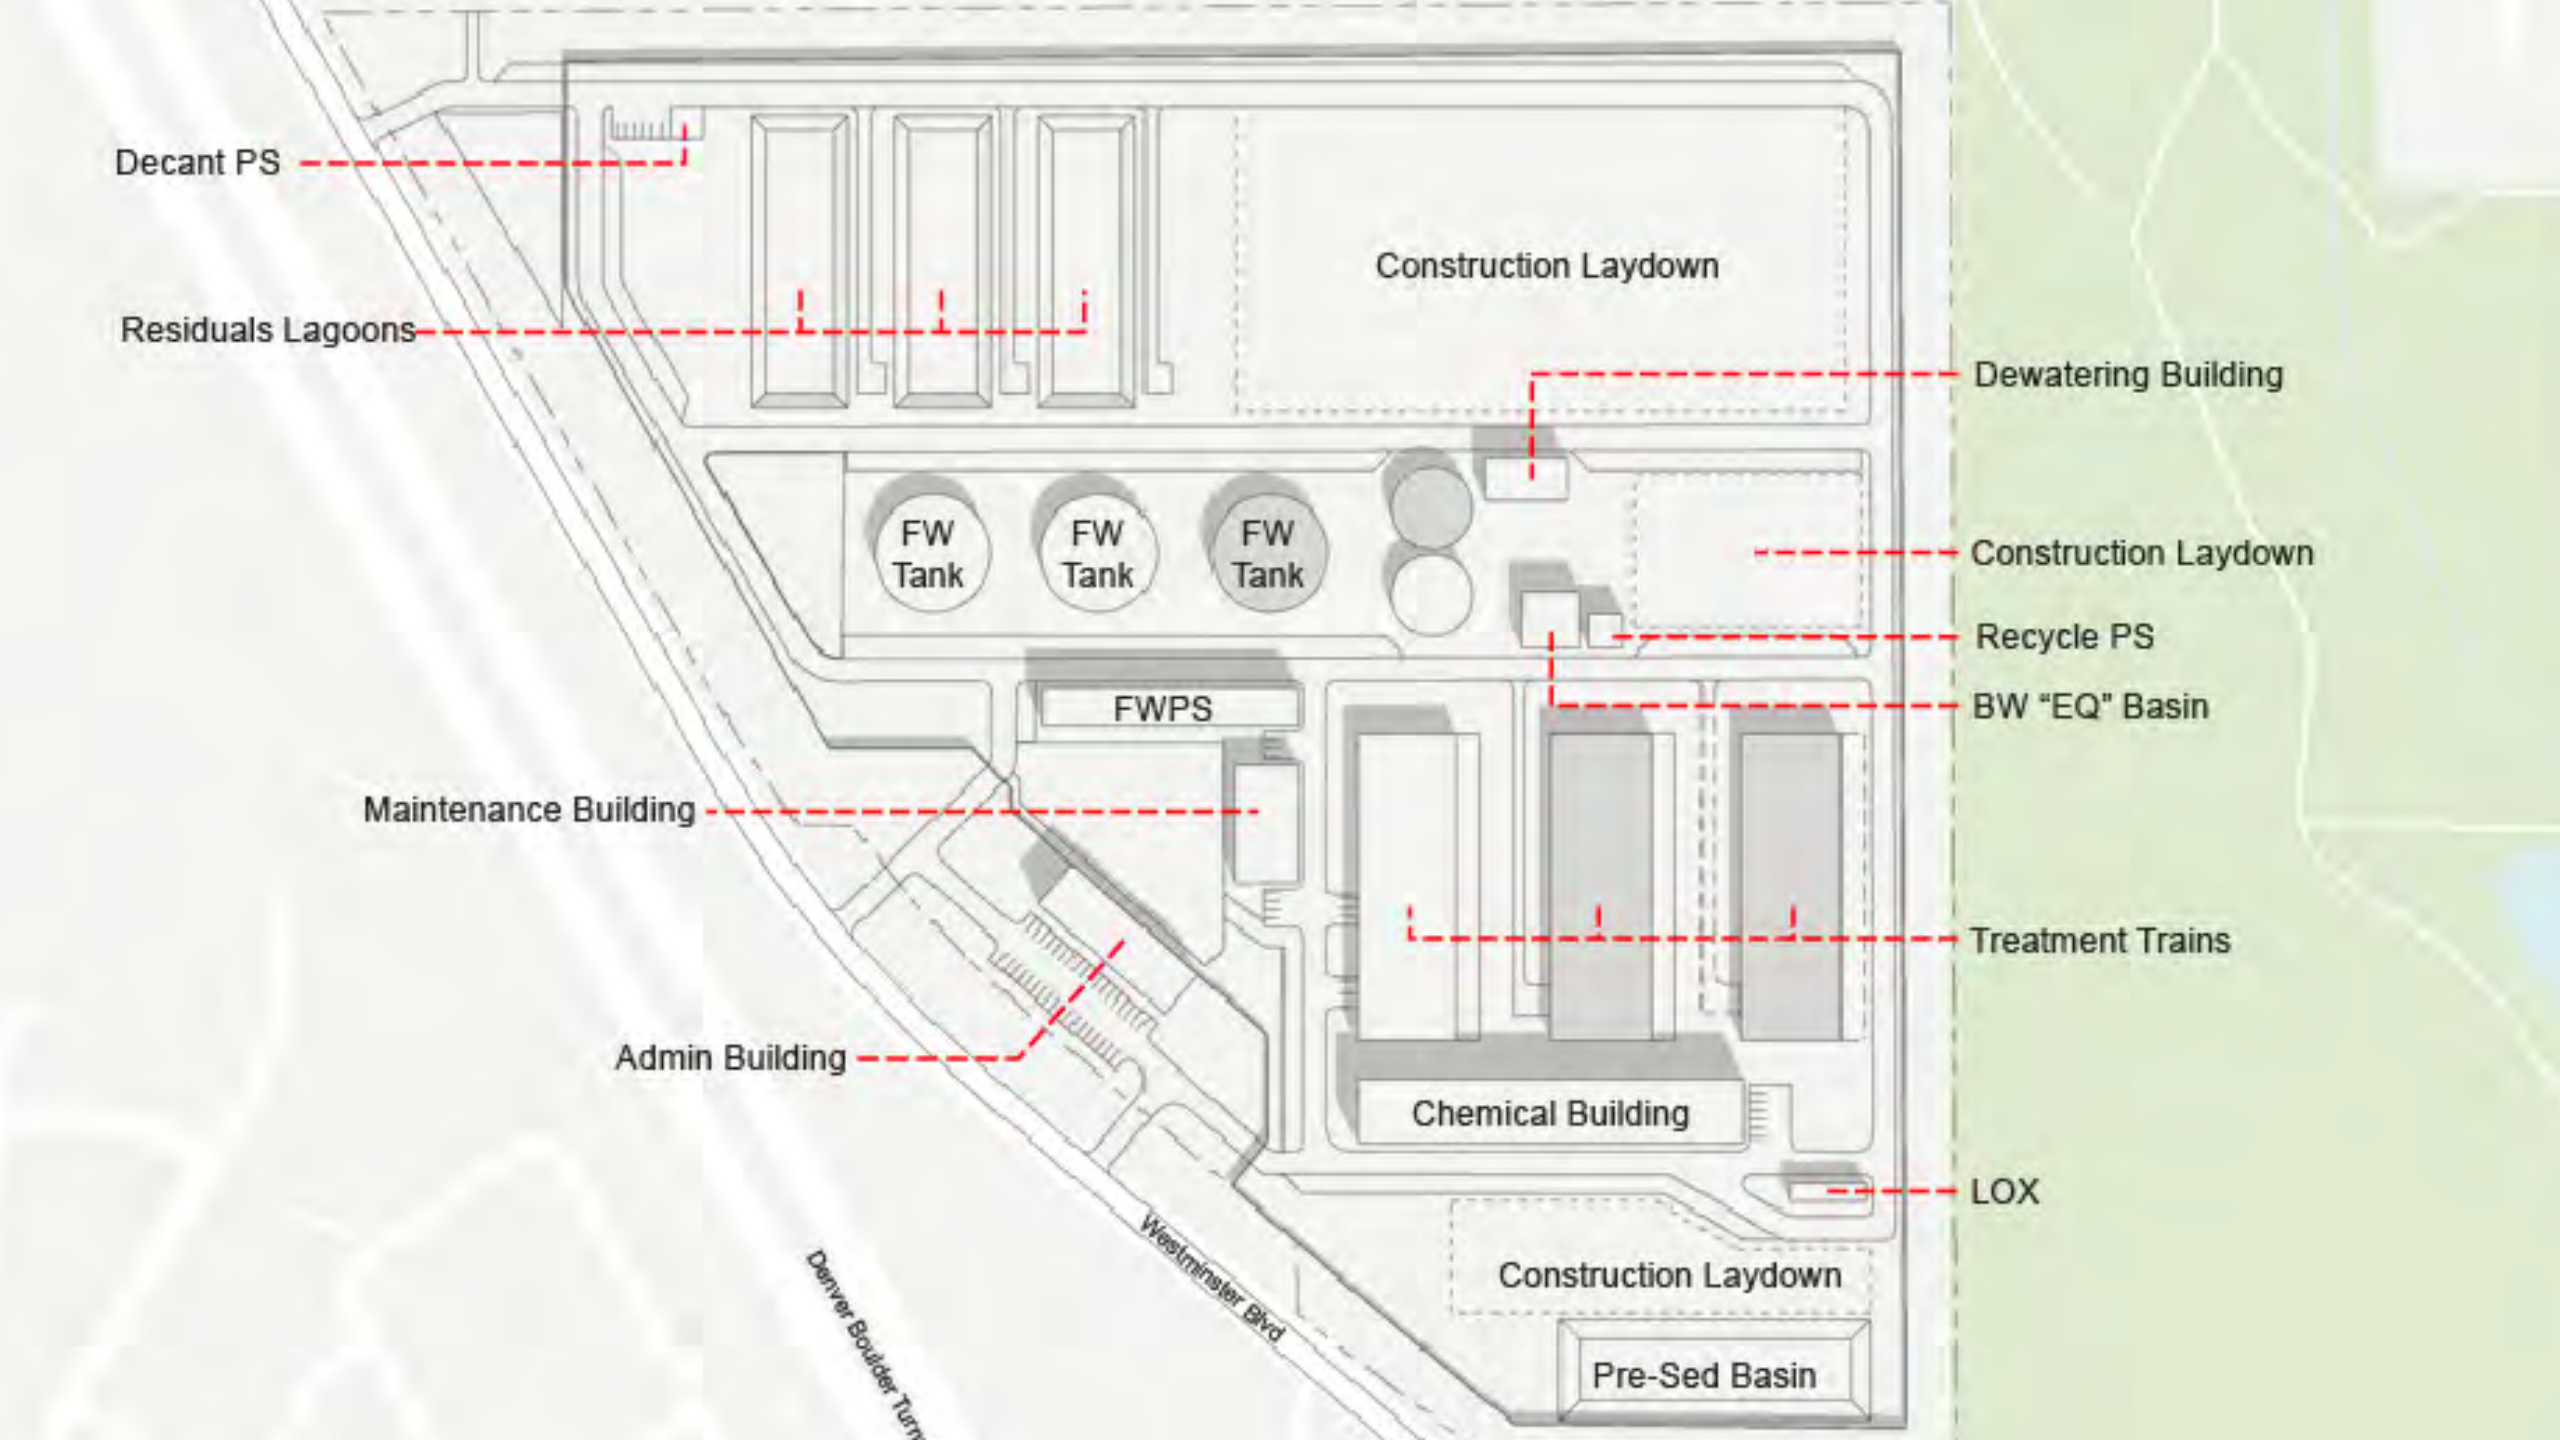 Decant PS
Residuals Lagoons
Construction Laydown
Dewatering Building
FW
Tank
FW
Tank
FW
Tank
Construction Laydown
Recycle PS
FWPS
BW “EQ” Basin
Maintenance Building
Treatment Trains
Admin Building
Chemical Building
LOX
Westminster Blvd
Construction Laydown
Denver Boulder
Pre-Sed Basin